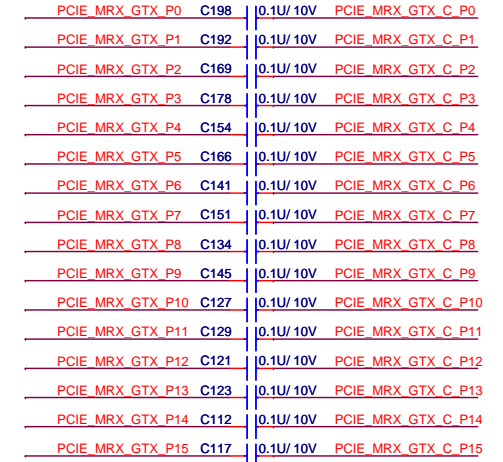 PCIE_MRX_GTX_P0 C198 0.1U/ 10V PCIE_MRX_GTX_C_P0
PCIE_MRX_GTX_P1 C192 0.1U/ 10V PCIE_MRX_GTX_C_P1
PCIE_MRX_GTX_P2 C169 0.1U/ 10V PCIE_MRX_GTX_C_P2
PCIE_MRX_GTX_P3 C178 0.1U/ 10V PCIE_MRX_GTX_C_P3
PCIE_MRX_GTX_P4 C154 0.1U/ 10V PCIE_MRX_GTX_C_P4
PCIE_MRX_GTX_P5 C166 0.1U/ 10V PCIE_MRX_GTX_C_P5
PCIE_MRX_GTX_P6 C141 0.1U/ 10V PCIE_MRX_GTX_C_P6
PCIE_MRX_GTX_P7 C151 0.1U/ 10V PCIE_MRX_GTX_C_P7
PCIE_MRX_GTX_P8 C134 0.1U/ 10V PCIE_MRX_GTX_C_P8
PCIE_MRX_GTX_P9 C145 0.1U/ 10V PCIE_MRX_GTX_C_P9
PCIE_MRX_GTX_P10 C127 0.1U/ 10V PCIE_MRX_GTX_C_P10
PCIE_MRX_GTX_P11 C129 0.1U/ 10V PCIE_MRX_GTX_C_P11
PCIE_MRX_GTX_P12 C121 0.1U/ 10V PCIE_MRX_GTX_C_P12
PCIE_MRX_GTX_P13 C123 0.1U/ 10V PCIE_MRX_GTX_C_P13
PCIE_MRX_GTX_P14 C112 0.1U/ 10V PCIE_MRX_GTX_C_P14
PCIE_MRX_GTX_P15 C117 0.1U/ 10V PCIE_MRX_GTX_C_P15